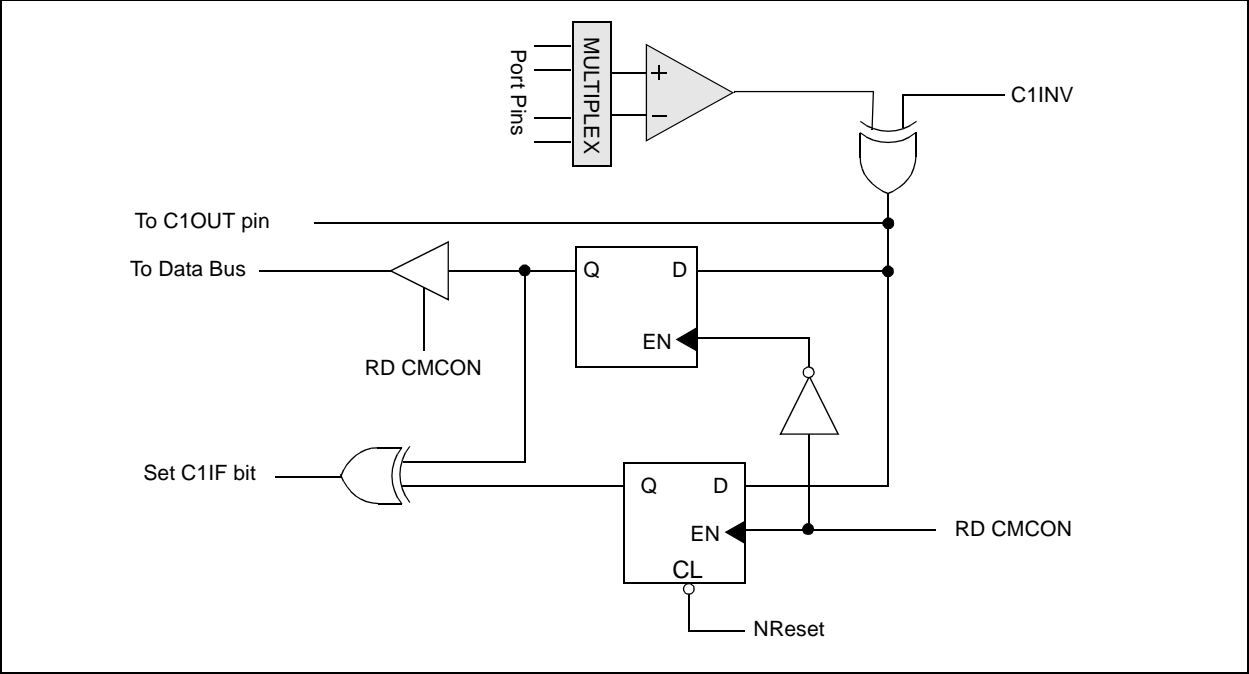 Port Pins
MULTIPLEX
+
−
C1INV
To C1OUT pin
To Data Bus
Q
D
EN
RD CMCON
Set C1IF bit
Q
D
EN
RD CMCON
CL
NReset